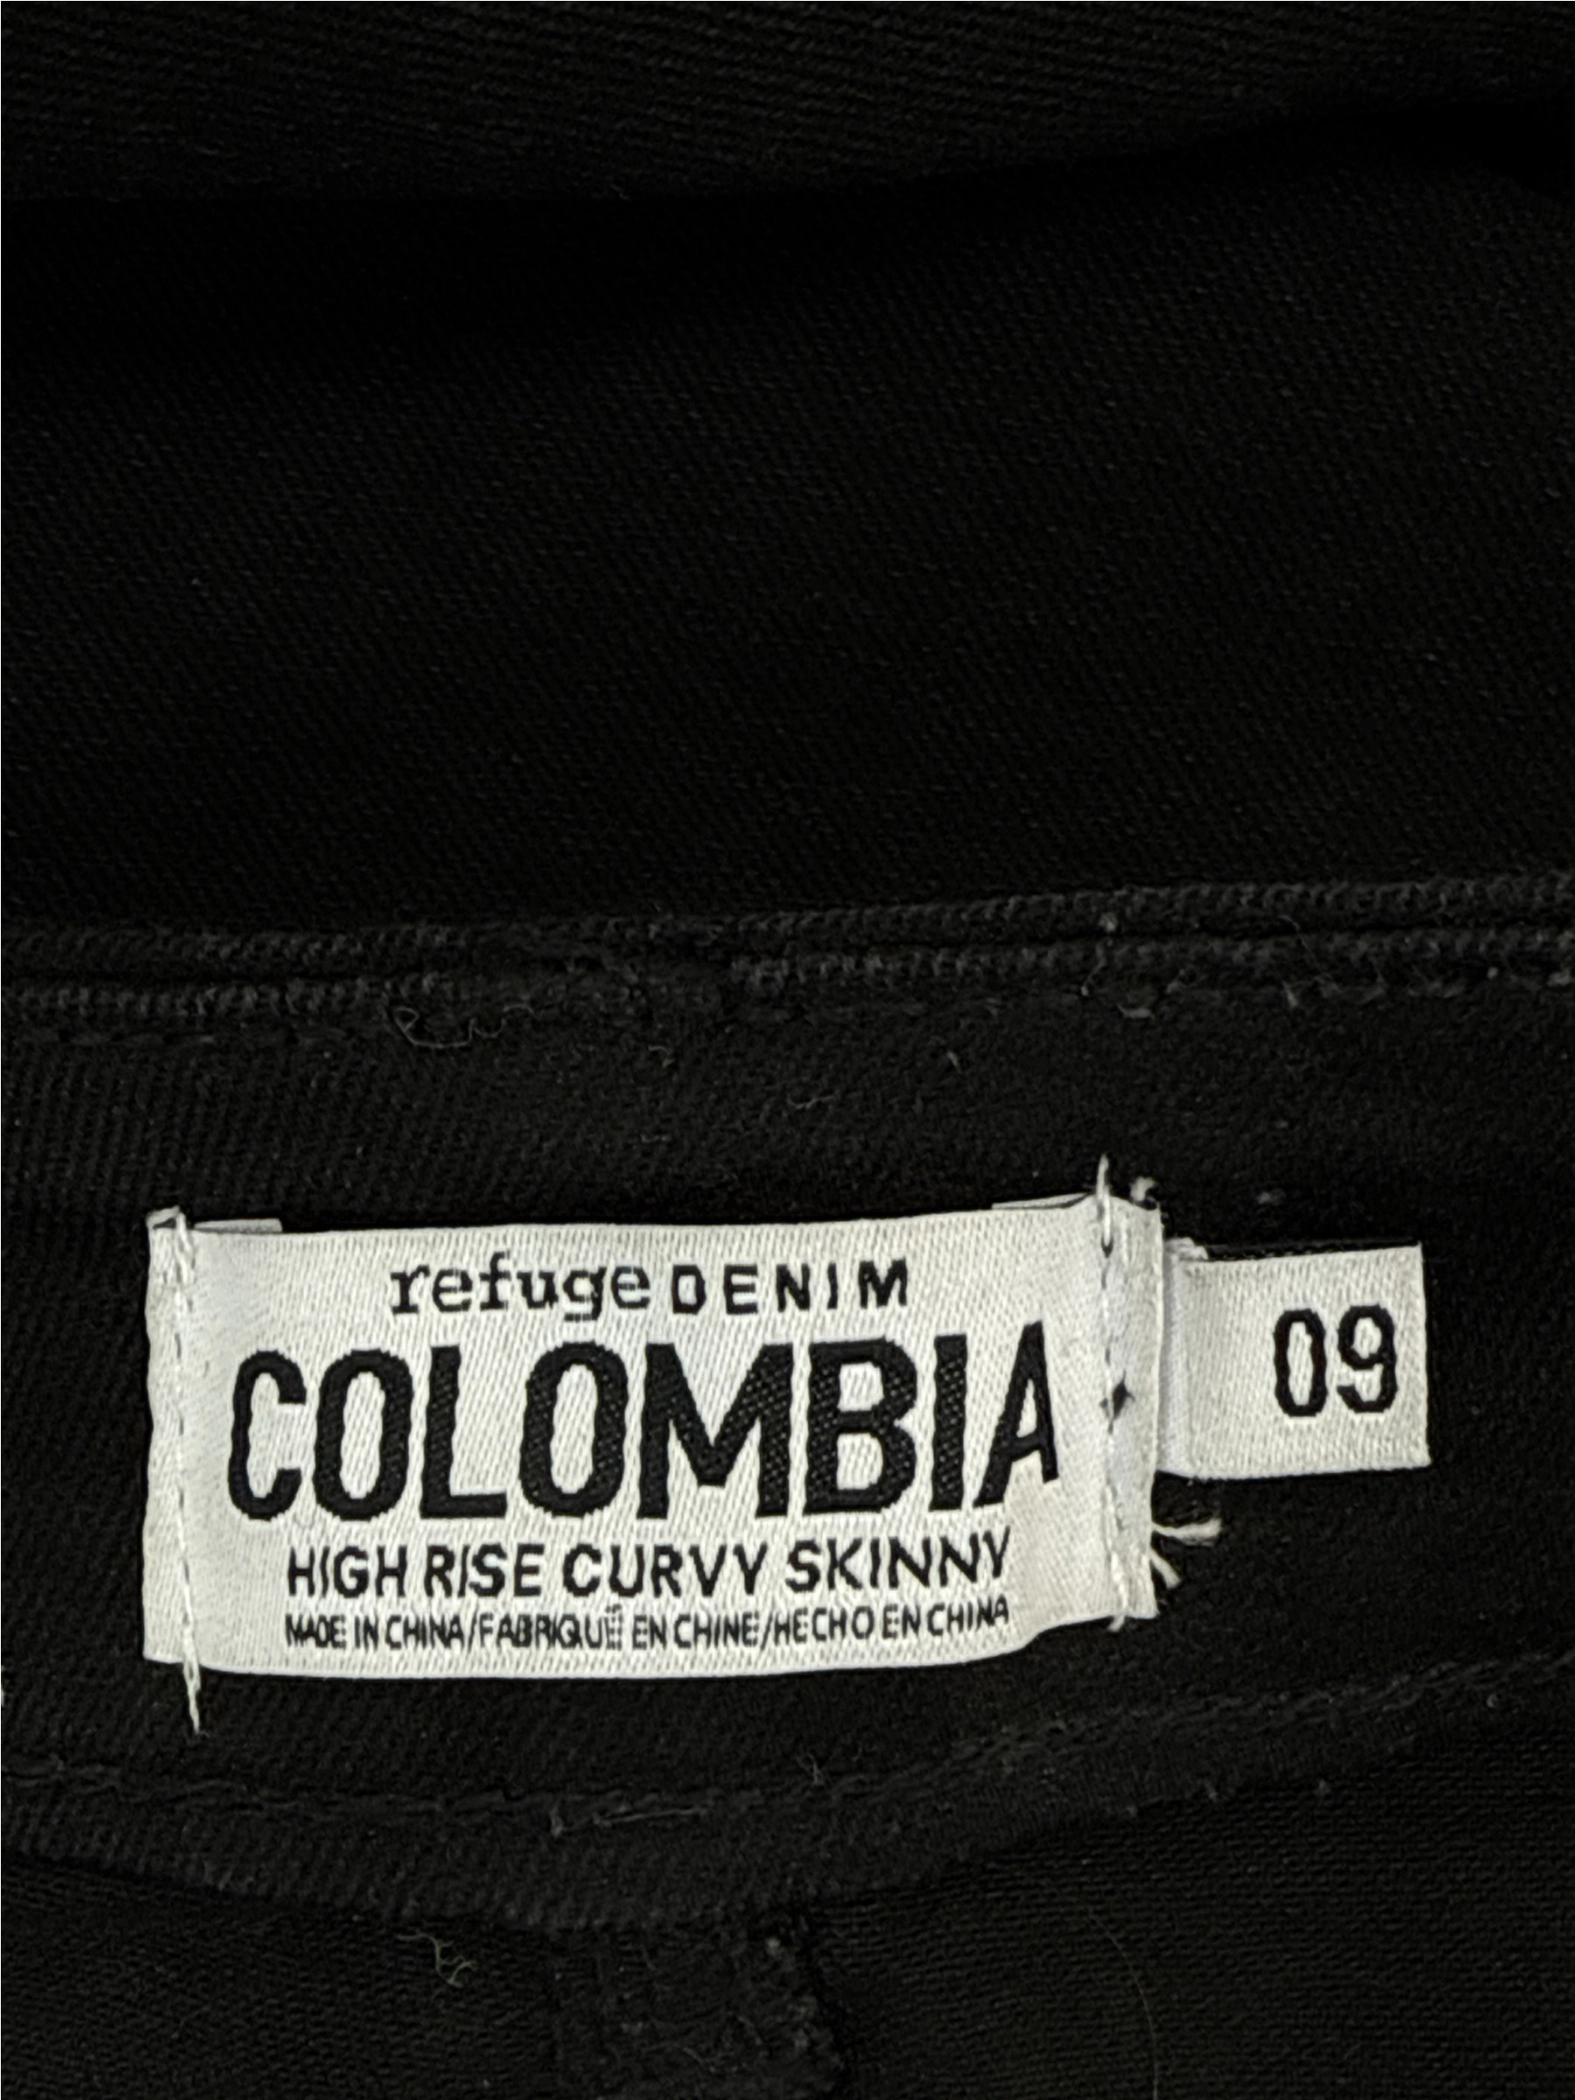 refuge DENIM
COLOMBIA
09
HIGH RISE CURVY SKINNY
MADE IN CHINA/FABRIQUÉ EN CHINE/HECHO EN CHINA